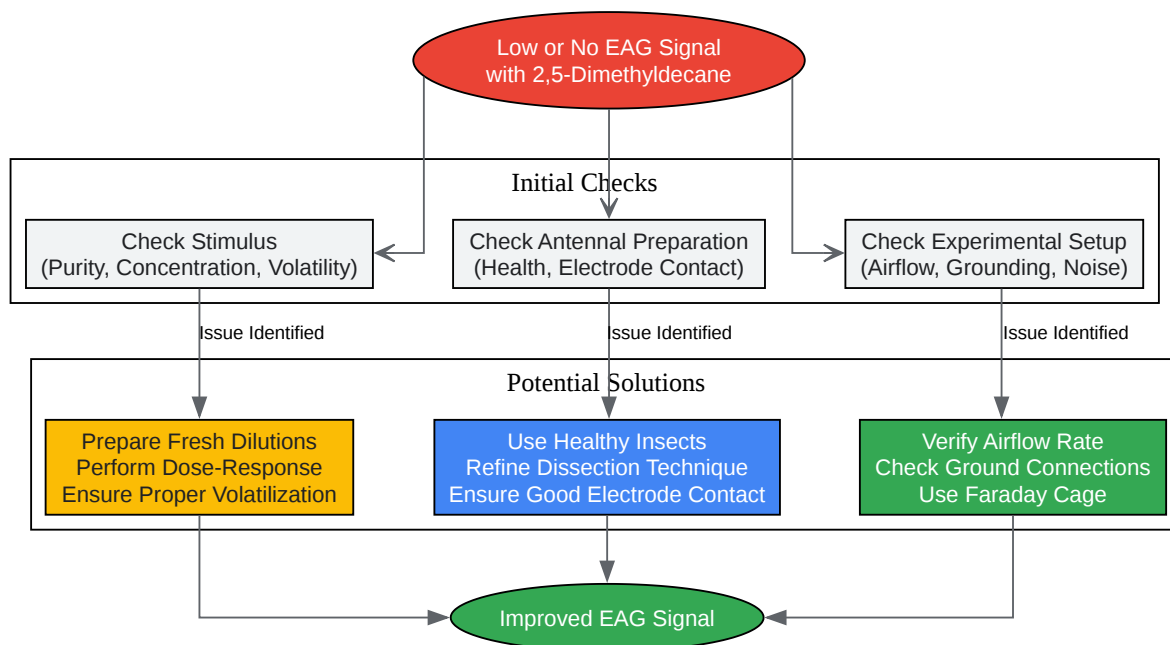 Low or No EAG Signal
with 2,5-Dimethyldecane
Initial Checks
Check Stimulus
(Purity, Concentration, Volatility)
Check Antennal Preparation
(Health, Electrode Contact)
Check Experimental Setup
(Airflow, Grounding, Noise)
Issue Identified
Issue Identified
Issue Identified
Potential Solutions
Prepare Fresh Dilutions
Perform Dose-Response
Ensure Proper Volatilization
Use Healthy Insects
Refine Dissection Technique
Ensure Good Electrode Contact
Verify Airflow Rate
Check Ground Connections
Use Faraday Cage
Improved EAG Signal